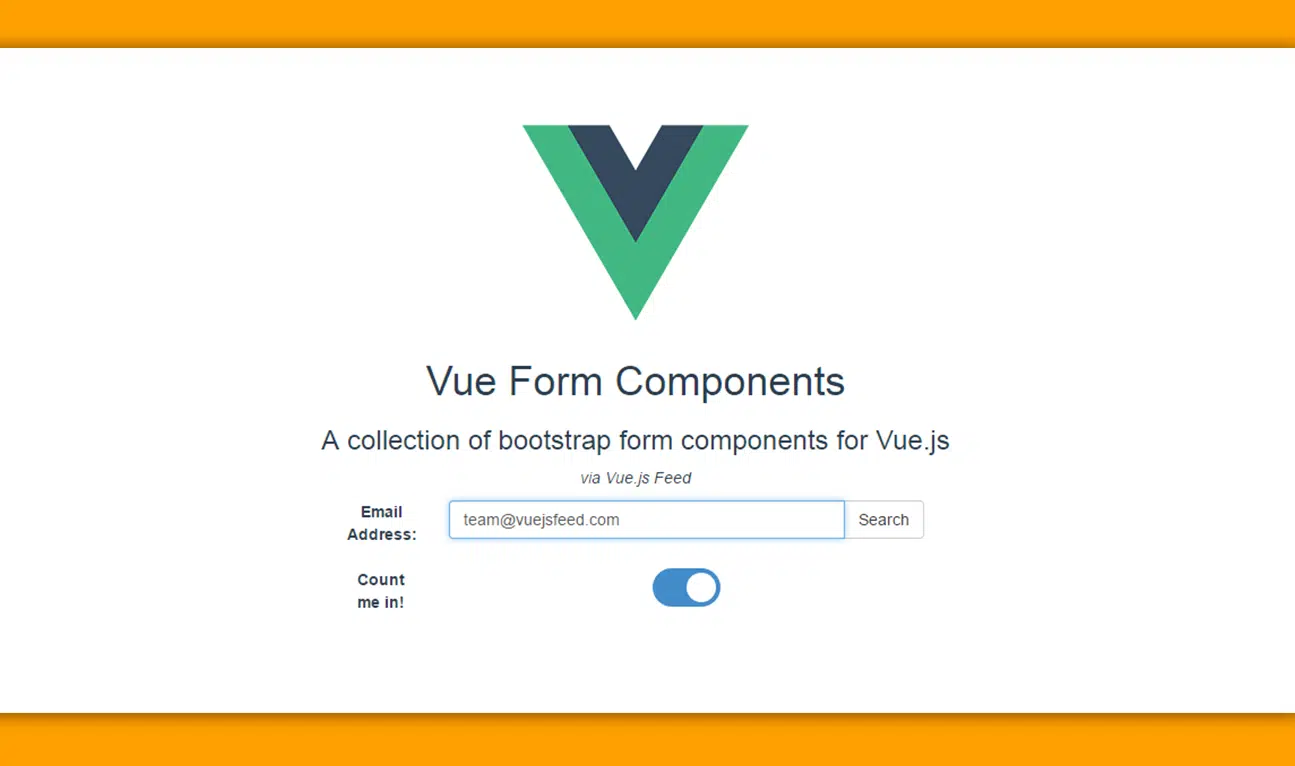 Vue Form Components
A collection of bootstrap form components for Vue.js
via Vue.js Feed
Email
Address:
team@vuejsfeed.com
Search
Count
me in!